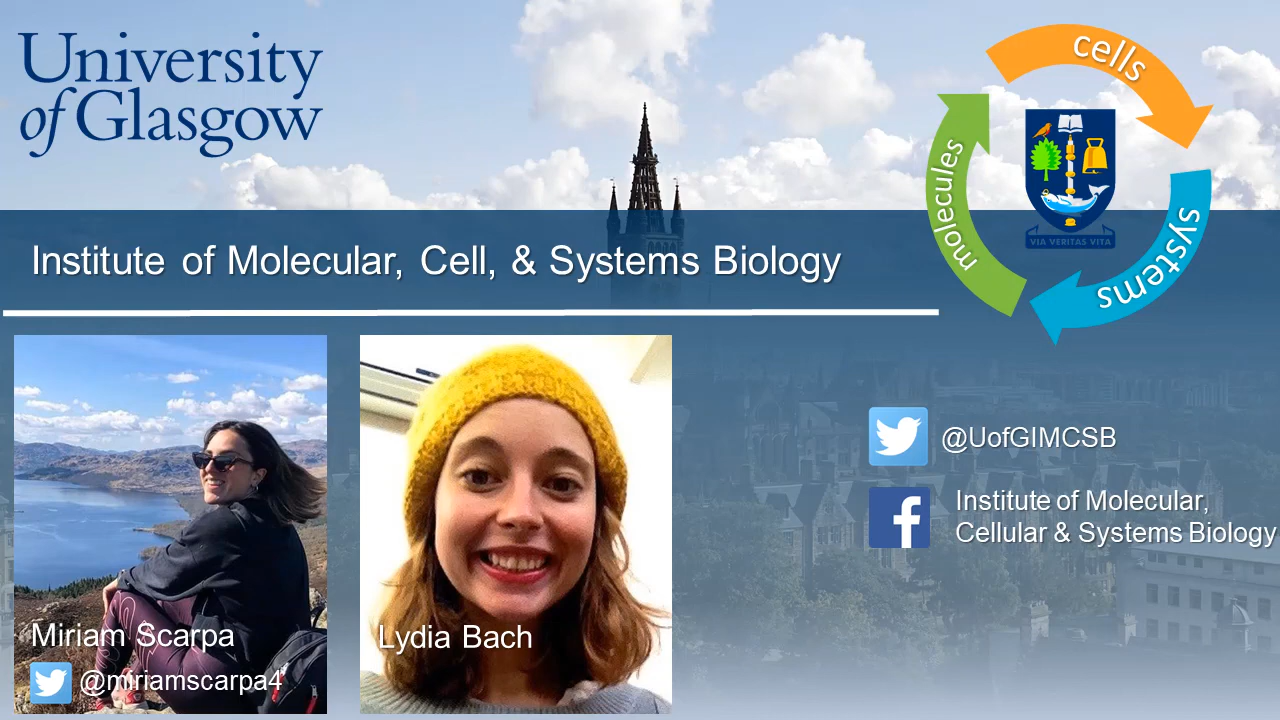 University
of Glasgow
cells
molecules
systems
VIA VERITAS VITA
Institute of Molecular, Cell, & Systems Biology
@UofGIMCSB
Institute of Molecular,
Cellular & Systems Biology
Miriam Scarpa
@miriamscarpa4
Lydia Bach